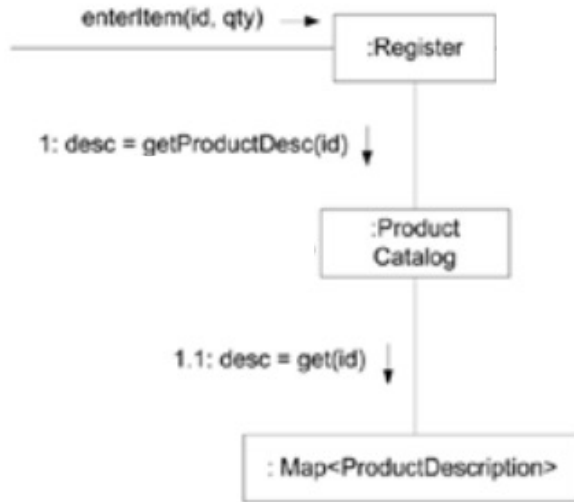 enterItem(id, qty)
:Register
1: desc = getProductDesc(id)
:Product
Catalog
1.1: desc = get(id)
: Map<ProductDescription>